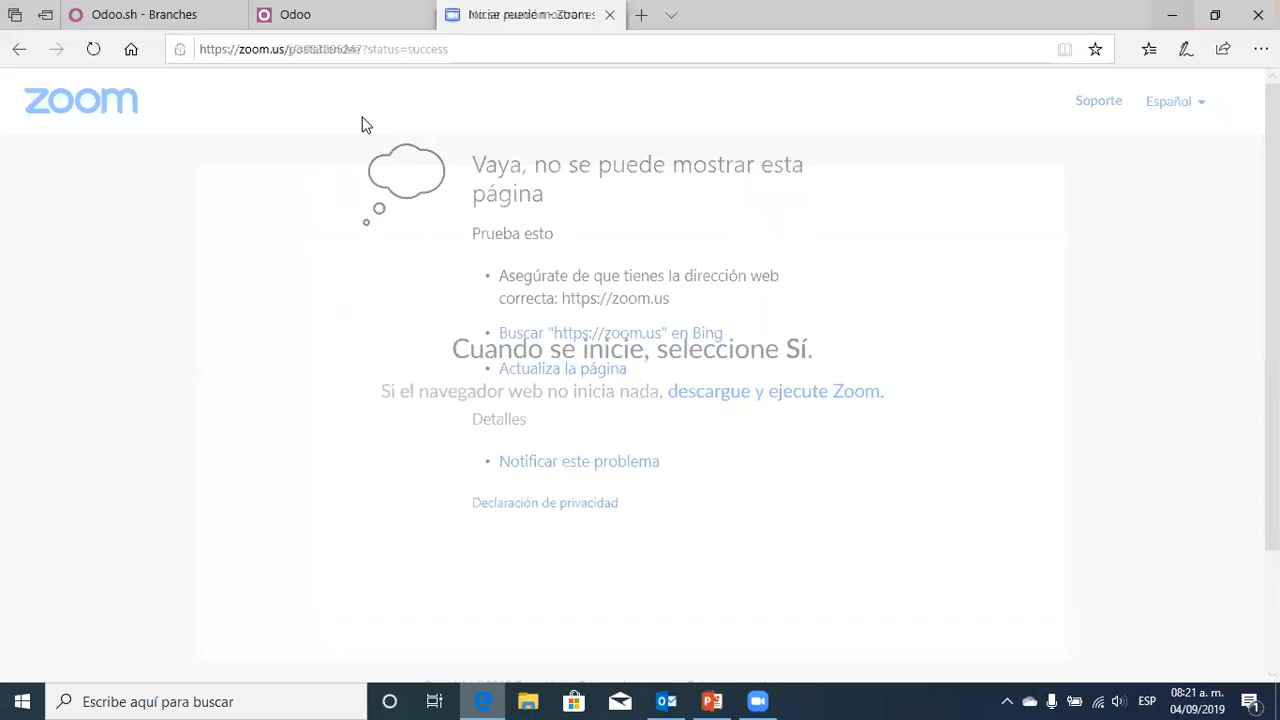 Odoo.sh - Branches
Odoo
https://zoom.us/
?status=success
zoom
Soporte
Español
Vaya, no se puede mostrar esta
página
Prueba esto
• Asegúrate de que tienes la dirección web
correcta: https://zoom.us
• Buscar "https://zoom.us" en Bing
Cuando se inicie, seleccione Sí.
• Actualiza la página
Si el navegador web no inicia nada, descargue y ejecute Zoom.
Detalles
• Notificar este problema
Declaración de privacidad
Escribe aquí para buscar
ESP
08:21 a. m.
04/09/2019
1